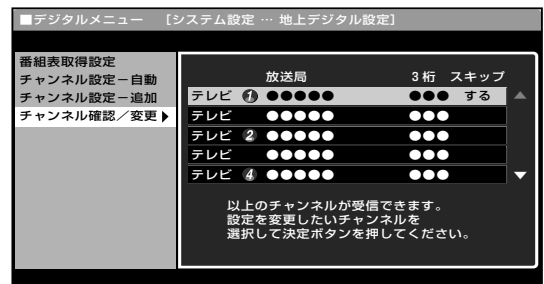 ■デジタルメニュー [システム設定 … 地上デジタル設定]
番組表取得設定
チャンネル設定－自動
チャンネル設定－追加
チャンネル確認／変更▶
放送局 3桁 スキップ
テレビ ❶ ●●●●● ●●● する ▲
テレビ ●●●●● ●●●
テレビ ❷ ●●●●● ●●●
テレビ ●●●●● ●●●
テレビ ❹ ●●●●● ●●● ▼
以上のチャンネルが受信できます。
設定を変更したいチャンネルを
選択して決定ボタンを押してください。